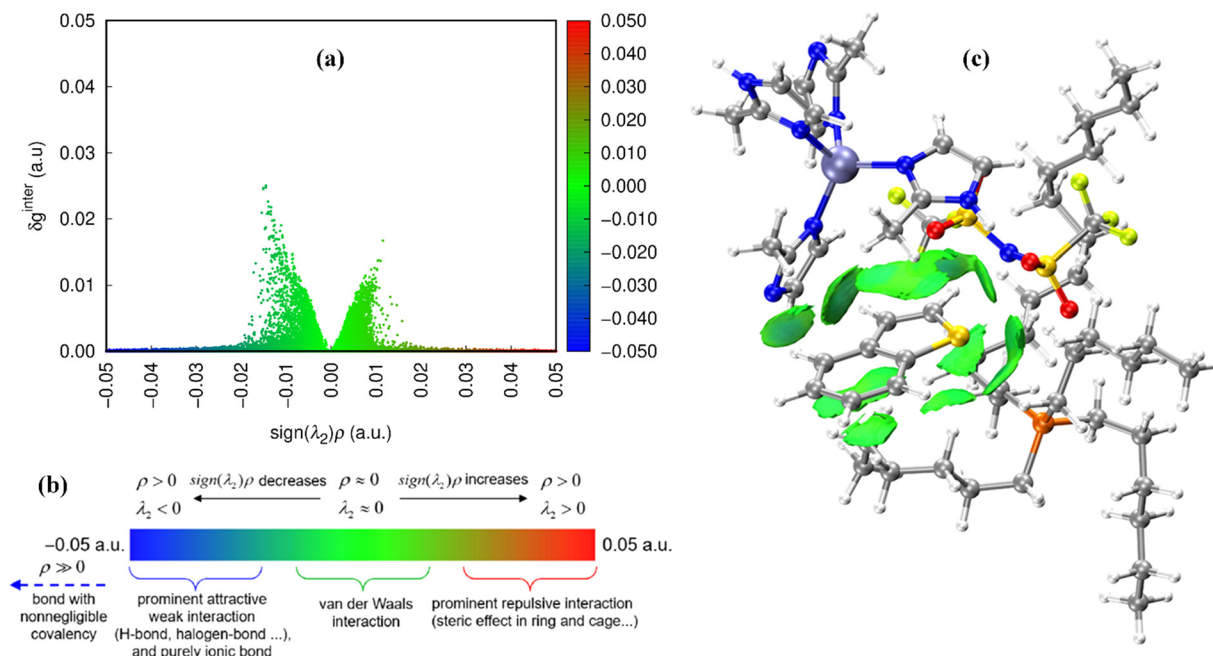 (a)
0.05
0.04
0.03
0.02
0.01
0.00
δg^inter (a.u)
−0.05
−0.04
−0.03
−0.02
−0.01
0.00
0.01
0.02
0.03
0.04
0.05
sign(λ₂)ρ (a.u.)
0.050
0.040
0.030
0.020
0.010
0.000
−0.010
−0.020
−0.030
−0.040
−0.050
(c)
(b)
ρ > 0 sign(λ₂)ρ decreases ρ ≈ 0 sign(λ₂)ρ increases ρ > 0
λ₂ < 0 λ₂ ≈ 0 λ₂ > 0
−0.05 a.u. 0.05 a.u.
ρ ≫ 0
bond with
nonnegligible
covalency
prominent attractive
weak interaction
(H-bond, halogen-bond ...),
and purely ionic bond
van der Waals
interaction
prominent repulsive interaction
(steric effect in ring and cage...)